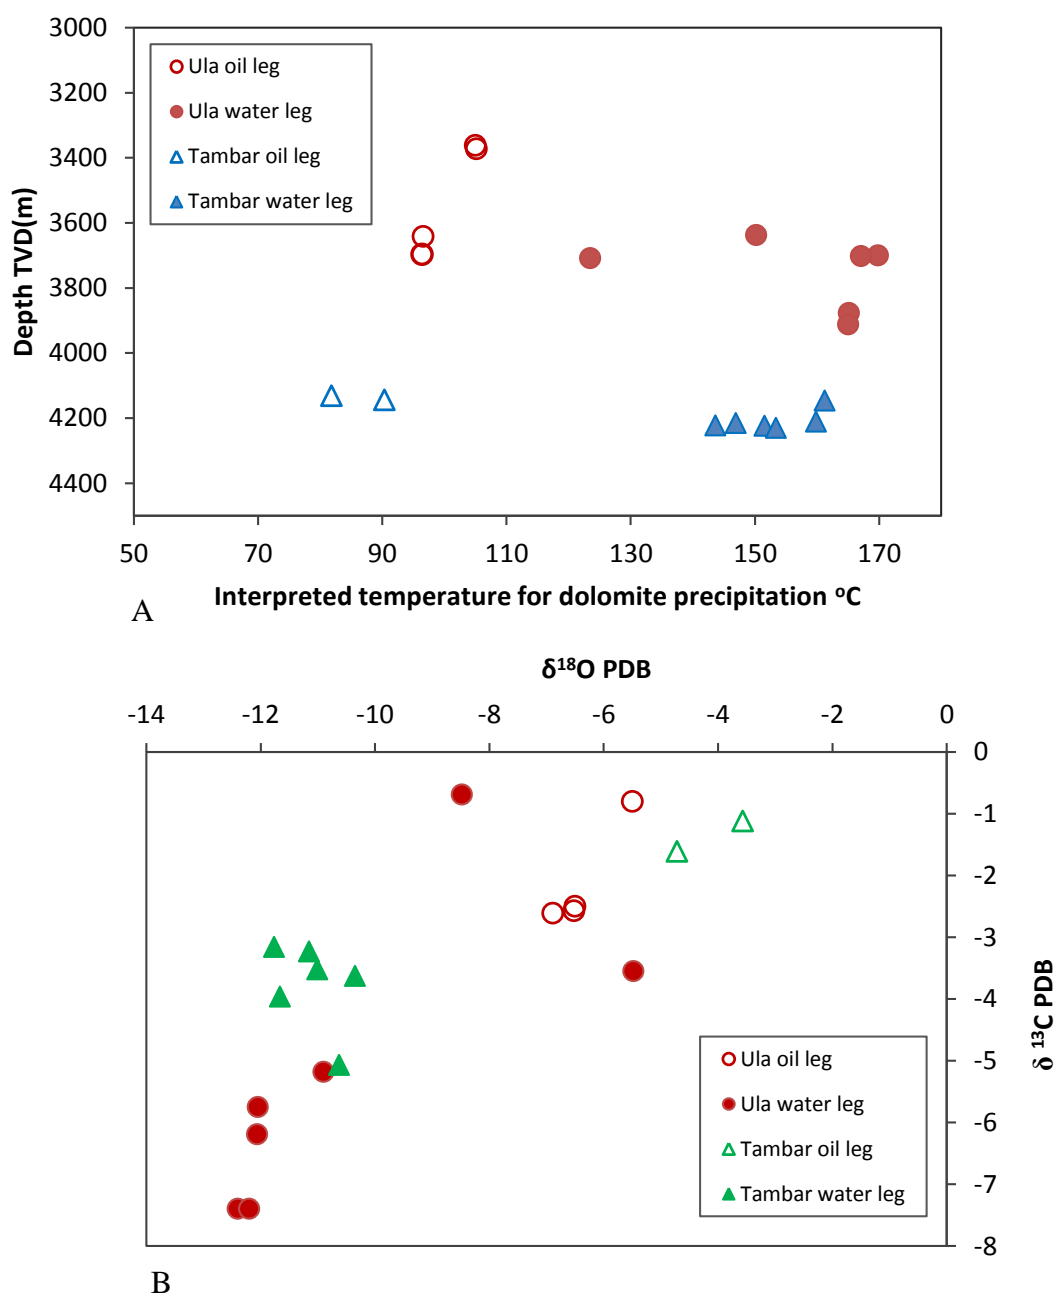 3000
3200
3400
3600
3800
4000
4200
4400
Depth TVD(m)
Ula oil leg
Ula water leg
Tambar oil leg
Tambar water leg
50 70 90 110 130 150 170
Interpreted temperature for dolomite precipitation ºC
A
δ¹⁸O PDB
-14 -12 -10 -8 -6 -4 -2 0
0
-1
-2
-3
-4
-5
-6
-7
-8
δ ¹³C PDB
Ula oil leg
Ula water leg
Tambar oil leg
Tambar water leg
B